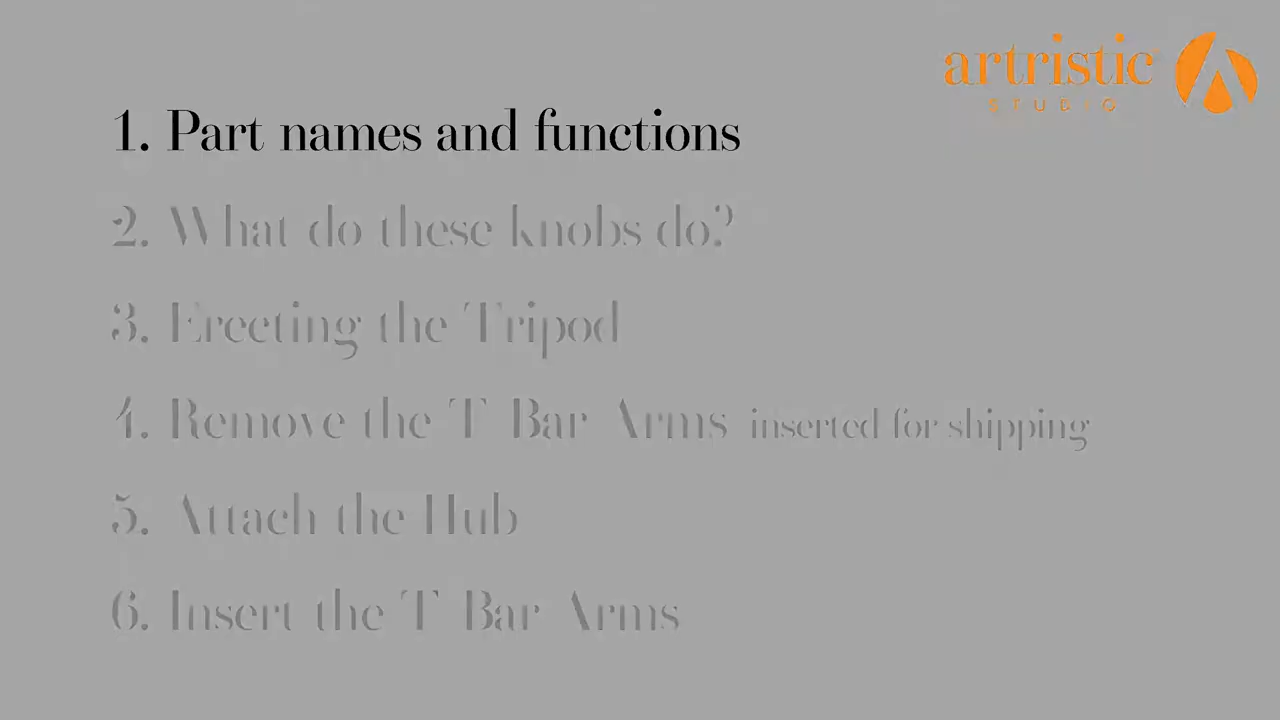 artristic
STUDIO
1. Part names and functions
2. What do these knobs do?
3. Erecting the Tripod
4. Remove the T Bar Arms inserted for shipping
5. Attach the Hub
6. Insert the T Bar Arms